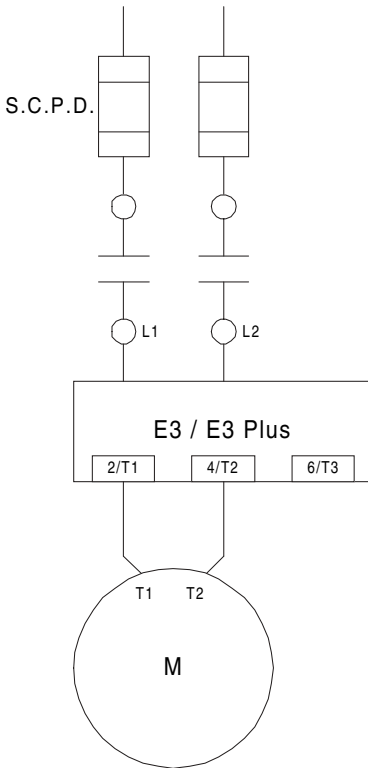 S.C.P.D.
L1 L2
E3 / E3 Plus
2/T1 4/T2 6/T3
T1 T2
M